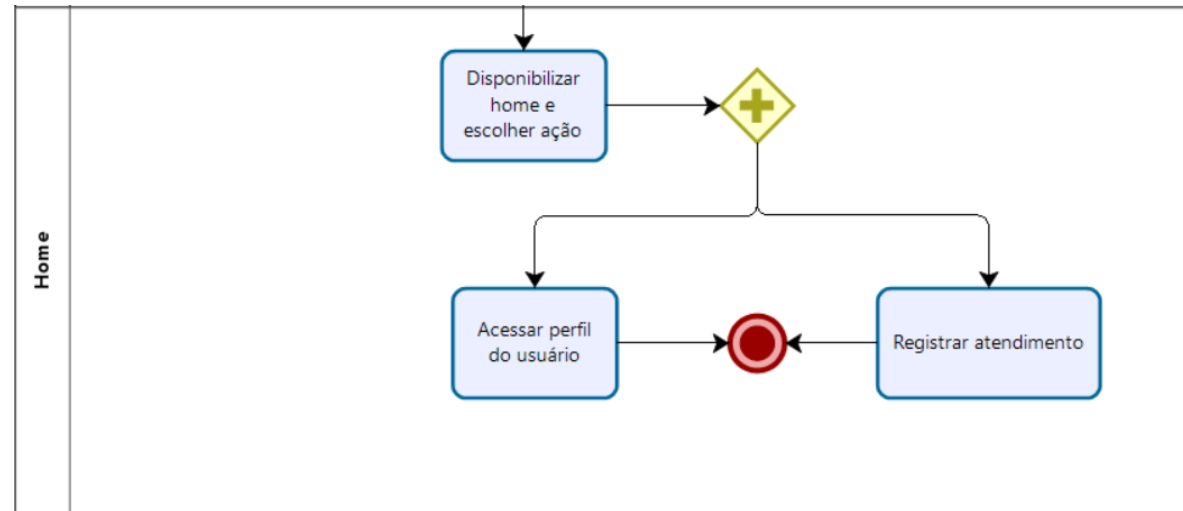 Home
Disponibilizar
home e
escolher ação
Acessar perfil
do usuário
Registrar atendimento